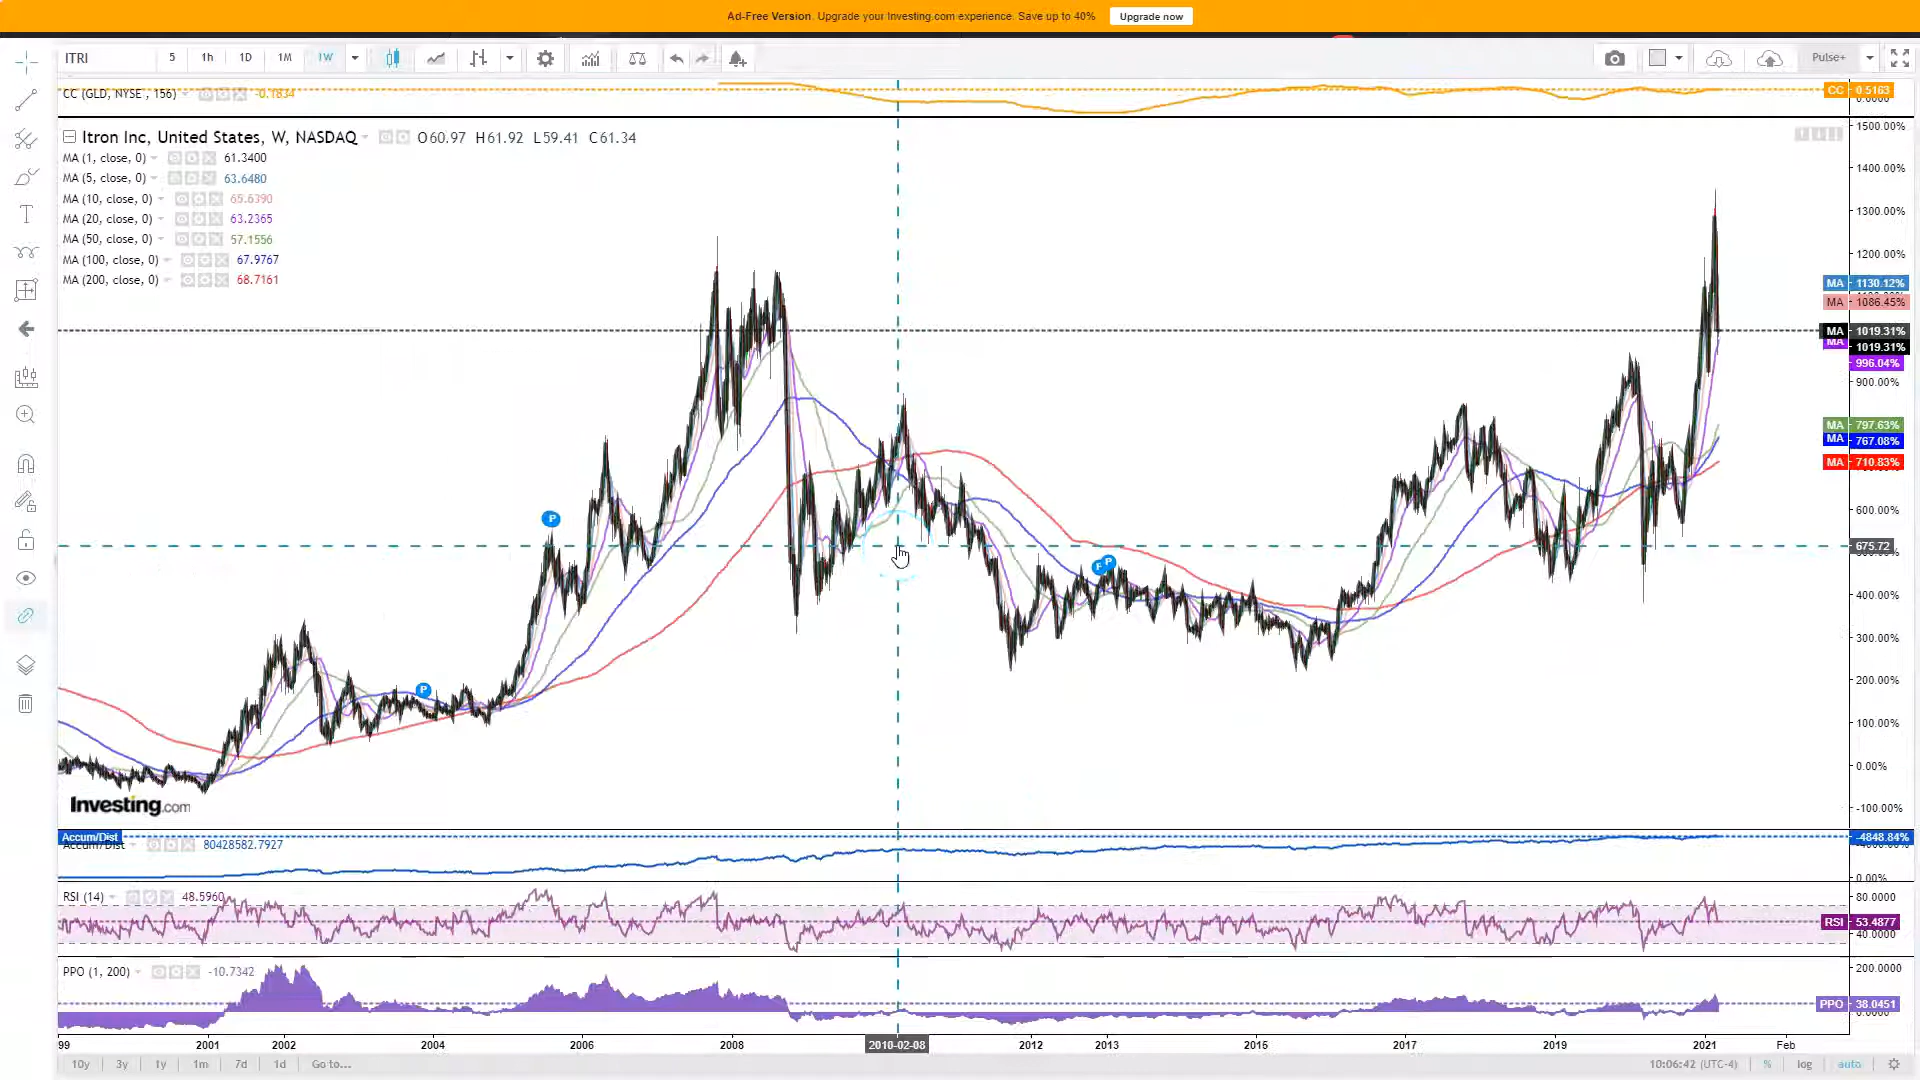 Ad-Free Version. Upgrade your Investing.com experience. Save up to 40% Upgrade now
ITRI 5 1h 1D 1M 1W Pulse+
CC (GLD, NYSE , 156) -0.1834 CC 0.5163
Itron Inc, United States, W, NASDAQ O60.97 H61.92 L59.41 C61.34
MA (1, close, 0) 61.3400
MA (5, close, 0) 63.6480
MA (10, close, 0) 65.6390
MA (20, close, 0) 63.2365
MA (50, close, 0) 57.1556
MA (100, close, 0) 67.9767
MA (200, close, 0) 68.7161
1500.00%
1400.00%
1300.00%
1200.00%
MA 1130.12%
MA 1086.45%
MA 1019.31%
1019.31%
MA 996.04%
900.00%
MA 797.63%
MA 767.08%
MA 710.83%
600.00%
675.72
400.00%
300.00%
200.00%
100.00%
0.00%
-100.00%
P
P
P
P
Investing.com
Accum/Dist -4848.84%
Accum/Dist 80428582.7927
0.00%
RSI (14) 48.5960 80.0000
RSI 53.4877
40.0000
PPO (1, 200) -10.7342 200.0000
PPO 38.0451
99 2001 2002 2004 2006 2008 2010-02-08 2012 2013 2016 2017 2019 2021 Feb
10y 3y 1y 1m 7d 1d Go to... 10:06:42 (UTC-4) % log auto